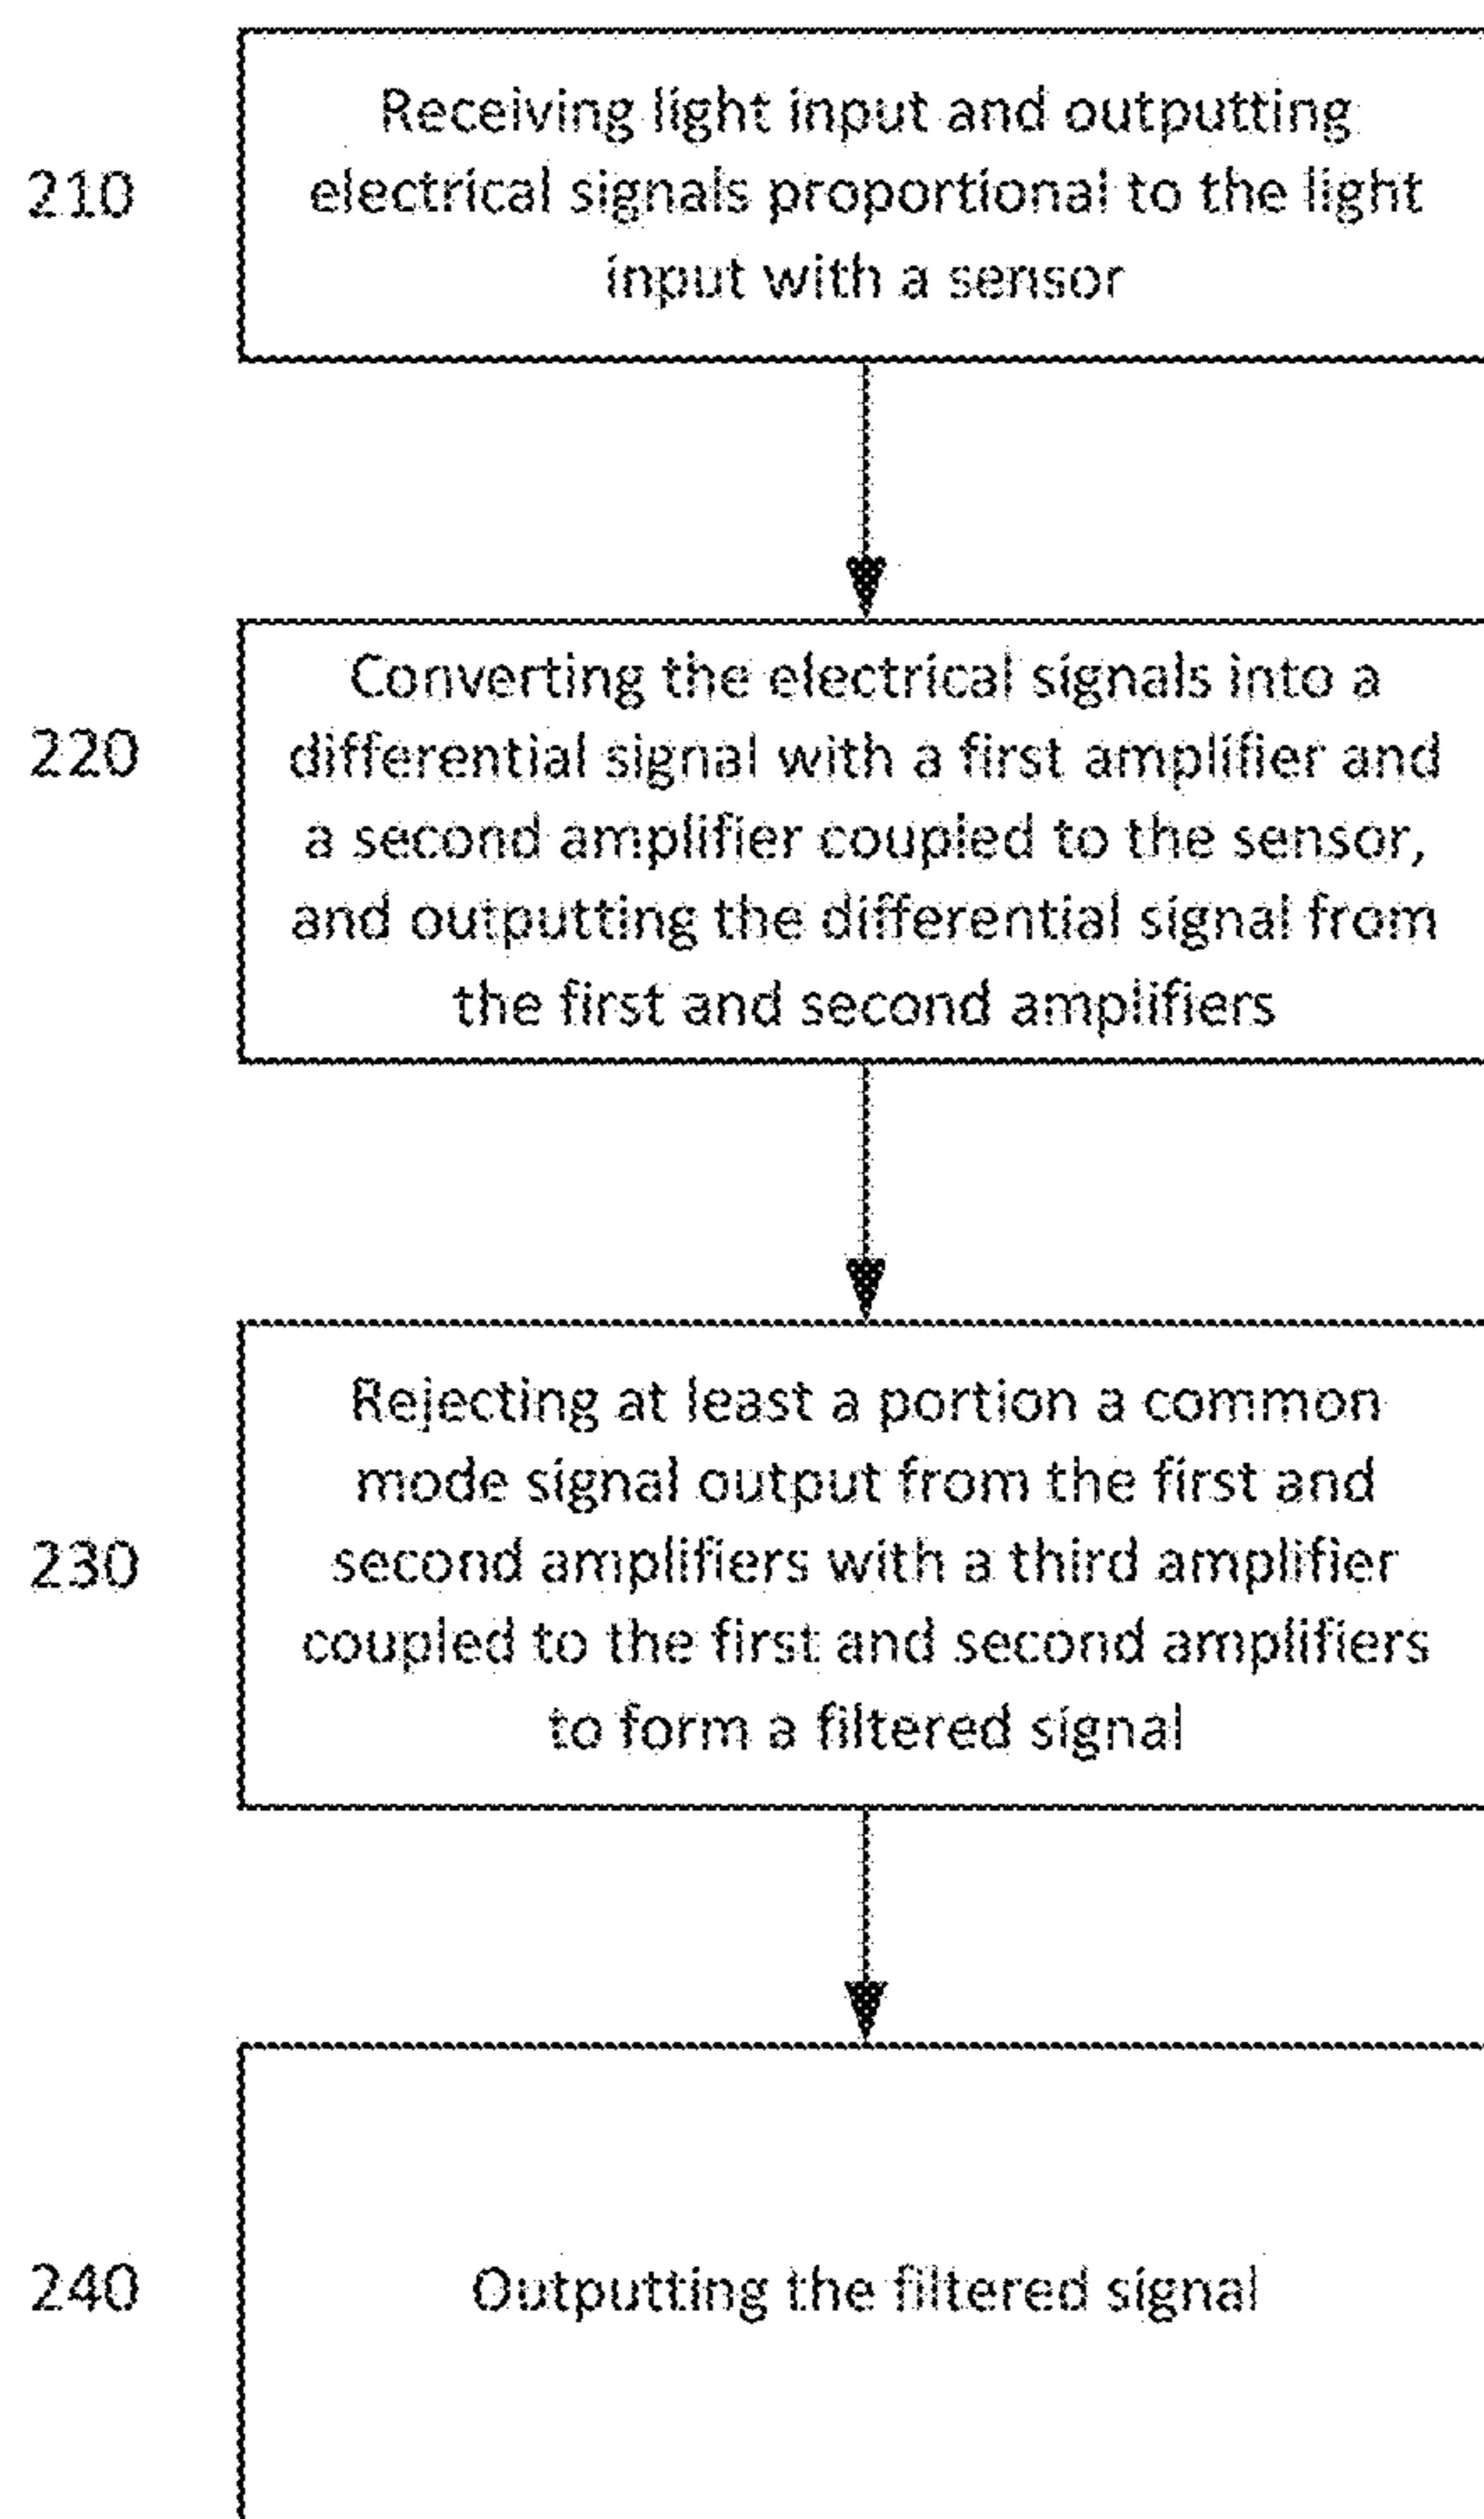 210
Receiving light input and outputting
electrical signals proportional to the light
input with a sensor
220
Converting the electrical signals into a
differential signal with a first amplifier and
a second amplifier coupled to the sensor,
and outputting the differential signal from
the first and second amplifiers
230
Rejecting at least a portion a common
mode signal output from the first and
second amplifiers with a third amplifier
coupled to the first and second amplifiers
to form a filtered signal
240
Outputting the filtered signal